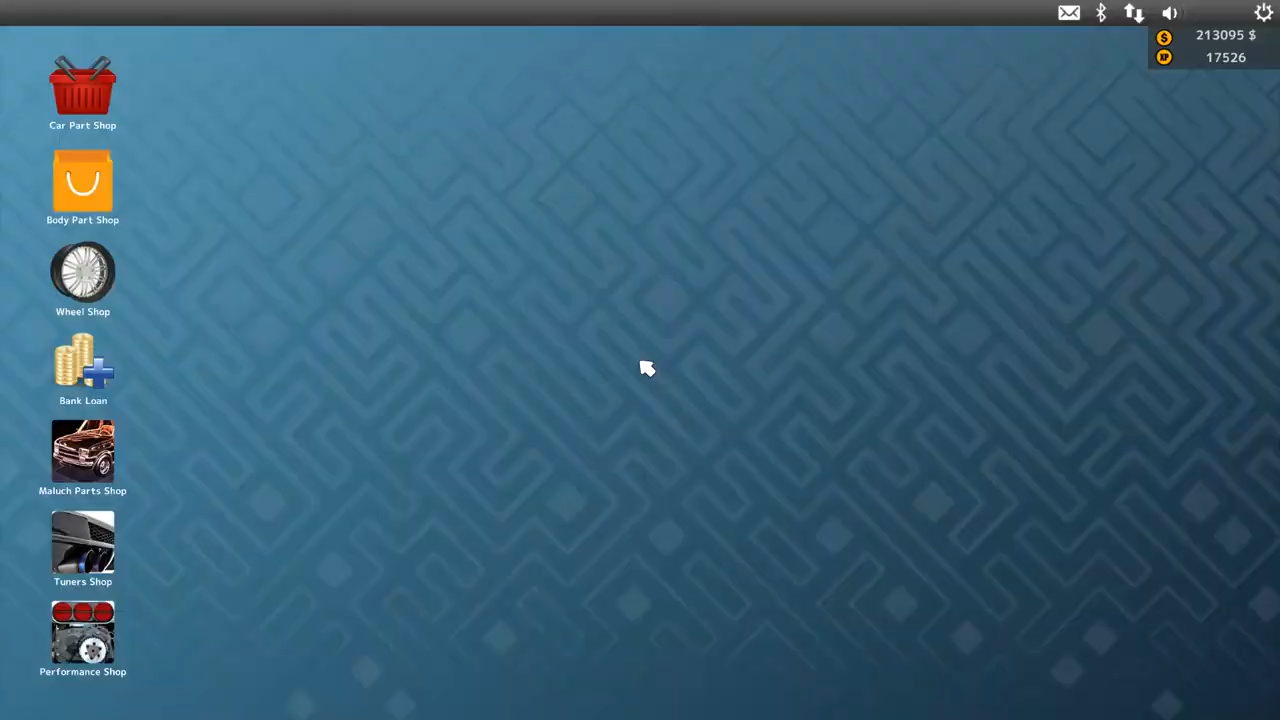 213095 $
XP 17526
Car Part Shop
Body Part Shop
Wheel Shop
Bank Loan
Maluch Parts Shop
Tuners Shop
Performance Shop